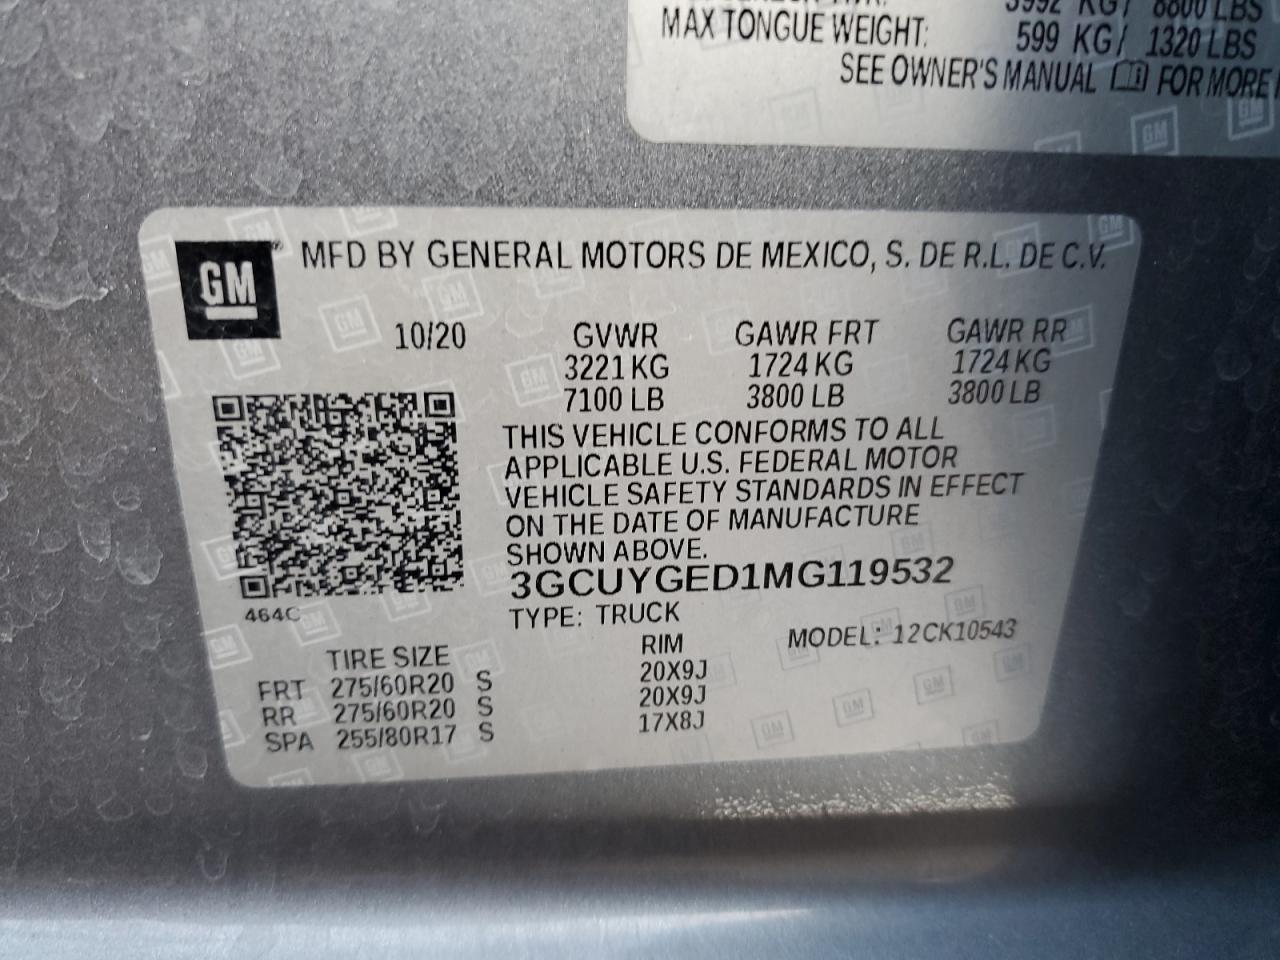 3992 KG/ 8800 LBS
MAX TONGUE WEIGHT: 599 KG/ 1320 LBS
SEE OWNER'S MANUAL FOR MORE
GM
MFD BY GENERAL MOTORS DE MEXICO, S. DE R.L. DE C.V.
10/20 GVWR GAWR FRT GAWR RR
3221 KG 1724 KG 1724 KG
7100 LB 3800 LB 3800 LB
THIS VEHICLE CONFORMS TO ALL
APPLICABLE U.S. FEDERAL MOTOR
VEHICLE SAFETY STANDARDS IN EFFECT
ON THE DATE OF MANUFACTURE
SHOWN ABOVE.
3GCUYGED1MG119532
464C
TYPE: TRUCK
MODEL: 12CK10543
TIRE SIZE RIM
FRT 275/60R20 S 20X9J
RR 275/60R20 S 20X9J
SPA 255/80R17 S 17X8J